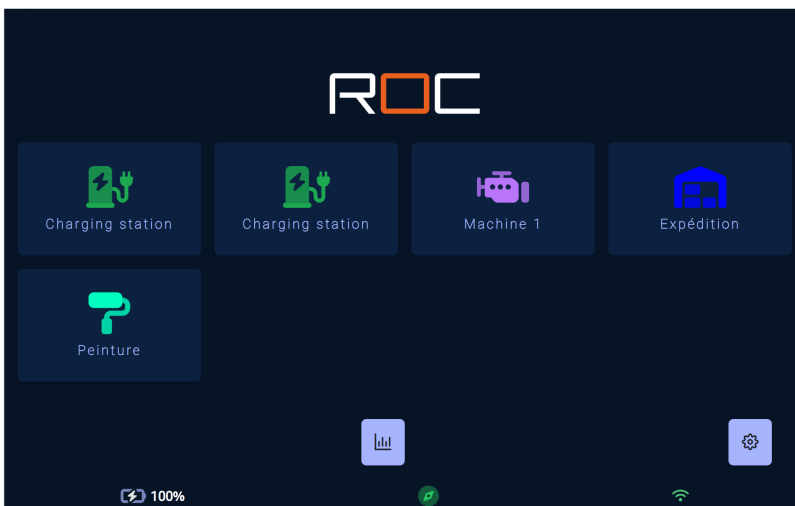 ROC
Charging station
Charging station
Machine 1
Expédition
Peinture
100%